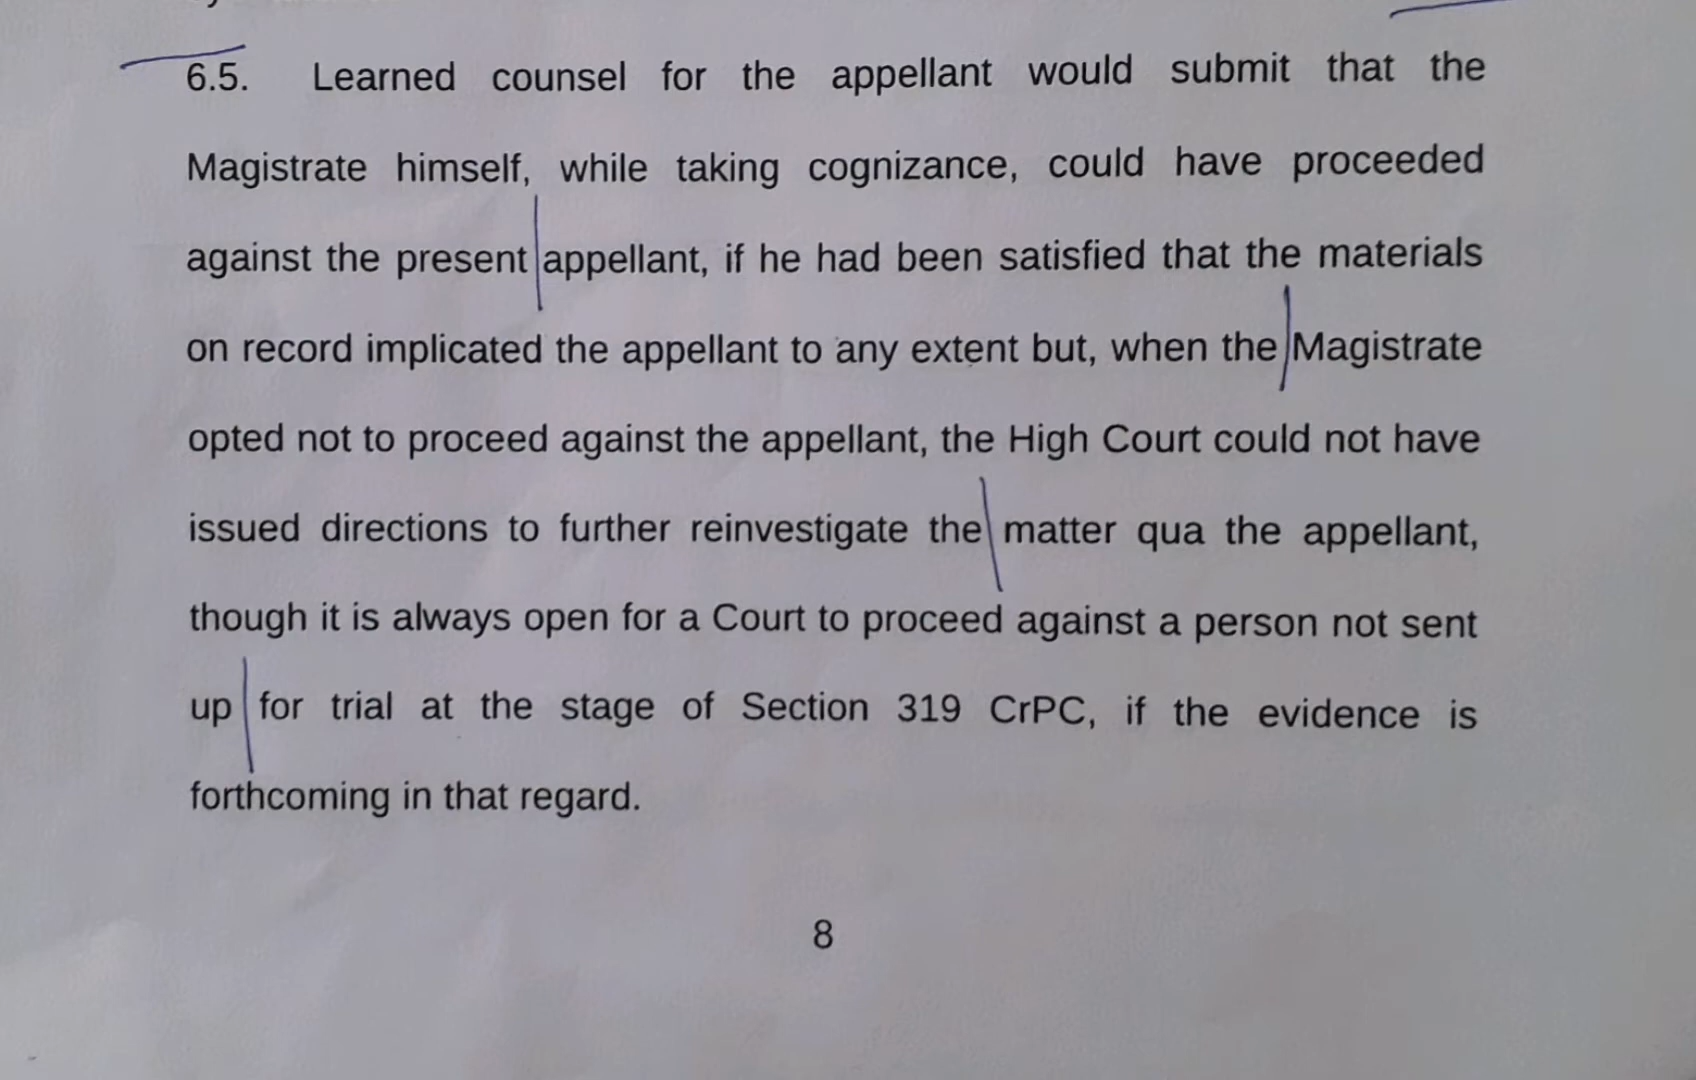 6.5. Learned counsel for the appellant would submit that the
Magistrate himself, while taking cognizance, could have proceeded
against the present appellant, if he had been satisfied that the materials
on record implicated the appellant to any extent but, when the Magistrate
opted not to proceed against the appellant, the High Court could not have
issued directions to further reinvestigate the matter qua the appellant,
though it is always open for a Court to proceed against a person not sent
up for trial at the stage of Section 319 CrPC, if the evidence is
forthcoming in that regard.
8